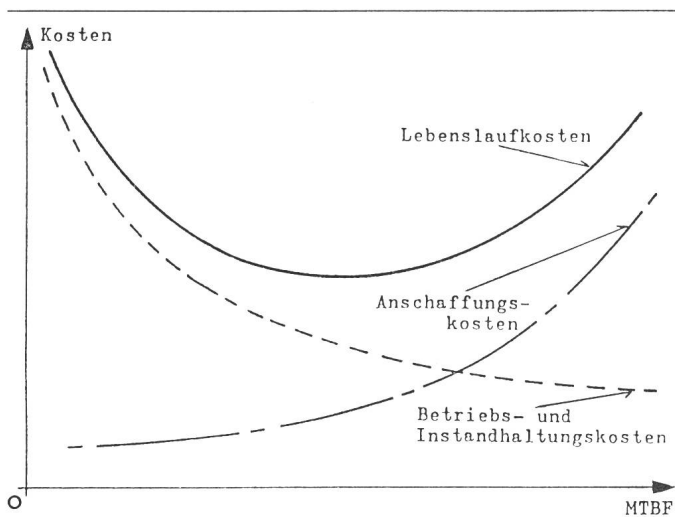 Kosten
Lebenslaufkosten
Anschaffungs-
kosten
Betriebs- und
Instandhaltungskosten
O
MTBF